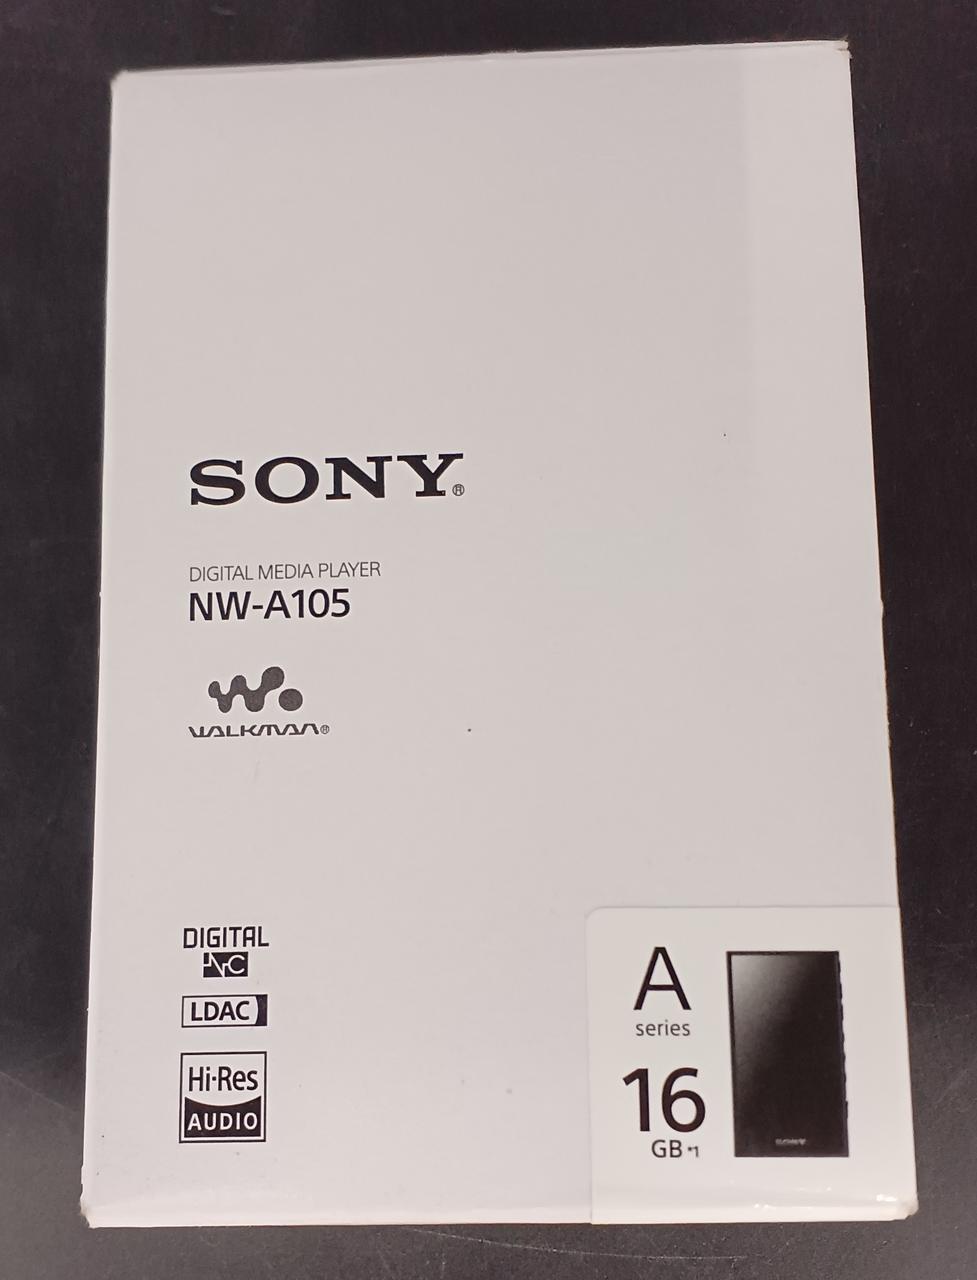 SONY®
DIGITAL MEDIA PLAYER
NW-A105
WALKMAN®
DIGITAL
NC
LDAC
Hi-Res
AUDIO
A
series
16
GB *1
SONY